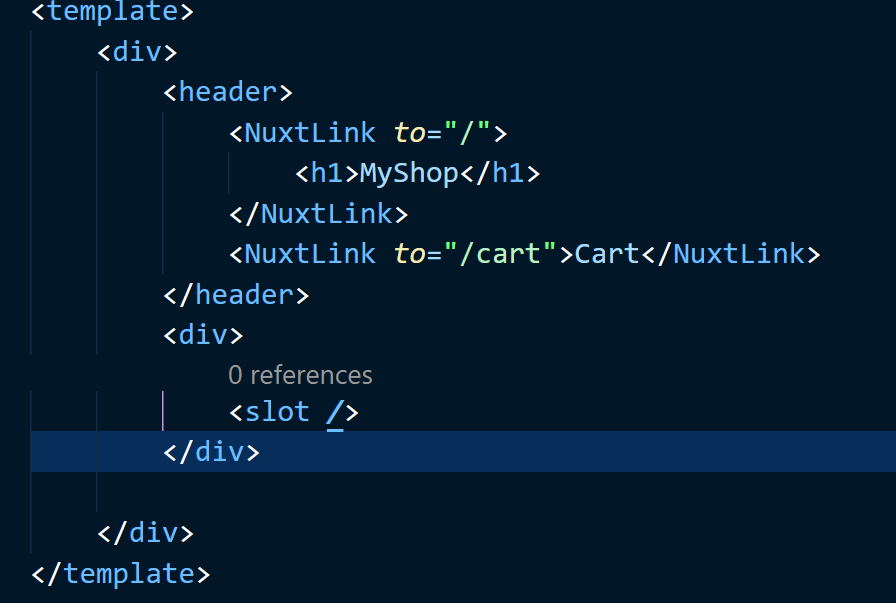 <template>
    <div>
        <header>
            <NuxtLink to="/">
                <h1>MyShop</h1>
            </NuxtLink>
            <NuxtLink to="/cart">Cart</NuxtLink>
        </header>
        <div>
            0 references
            <slot />
        </div>
    </div>
</template>